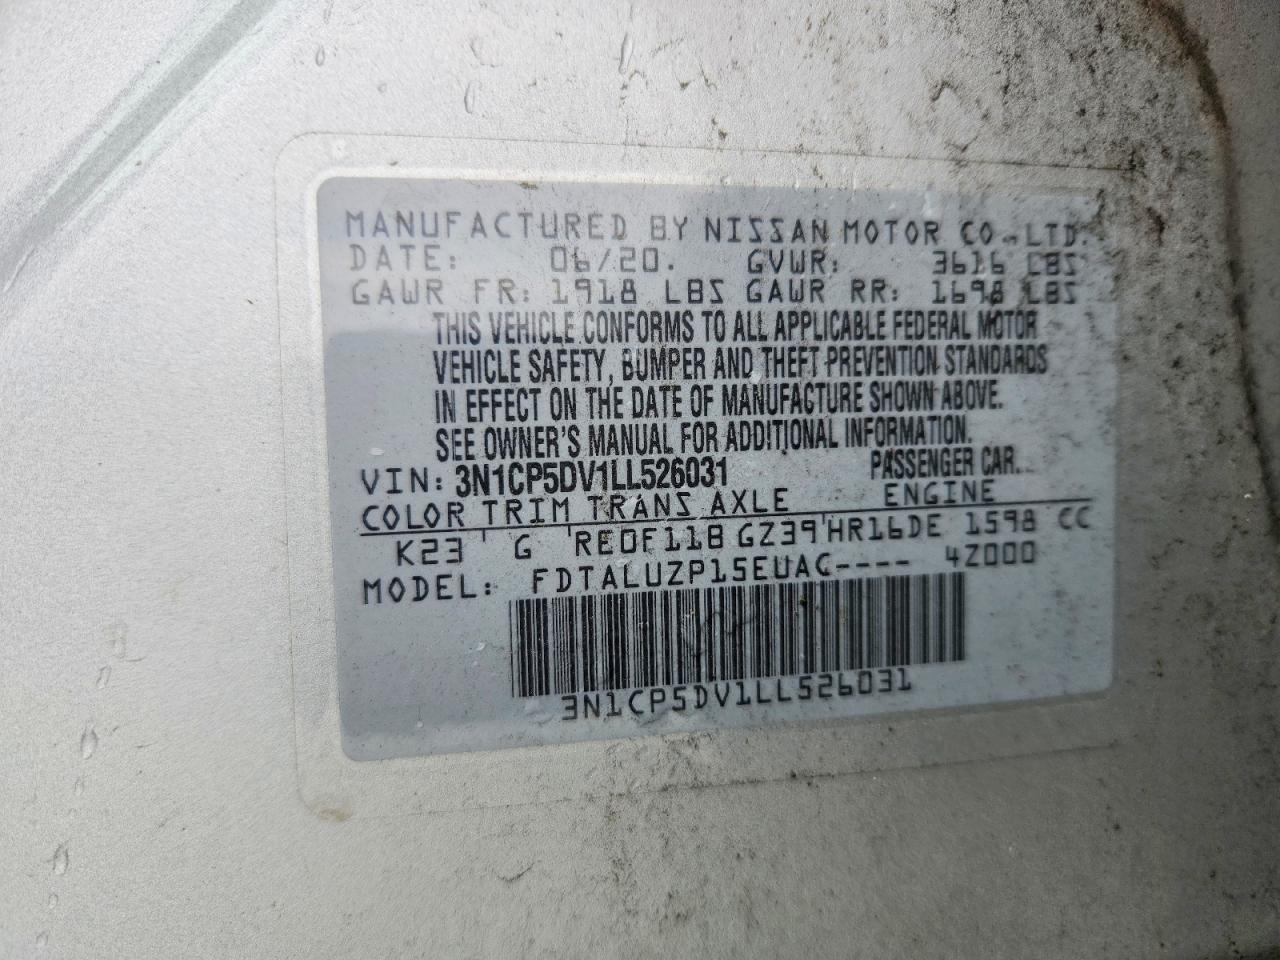 MANUFACTURED BY NISSAN MOTOR CO., LTD.
DATE: 06/20. GVWR: 3616 LBS
GAWR FR: 1918 LBS GAWR RR: 1698 LBS
THIS VEHICLE CONFORMS TO ALL APPLICABLE FEDERAL MOTOR
VEHICLE SAFETY, BUMPER AND THEFT PREVENTION STANDARDS
IN EFFECT ON THE DATE OF MANUFACTURE SHOWN ABOVE.
SEE OWNER'S MANUAL FOR ADDITIONAL INFORMATION.
VIN: 3N1CP5DV1LL526031 PASSENGER CAR
COLOR TRIM TRANS AXLE ENGINE
K23 G RE0F11B GZ39 HR16DE 1598 CC
MODEL: FDTALUZP15EUAC---- 4Z000
3N1CP5DV1LL526031